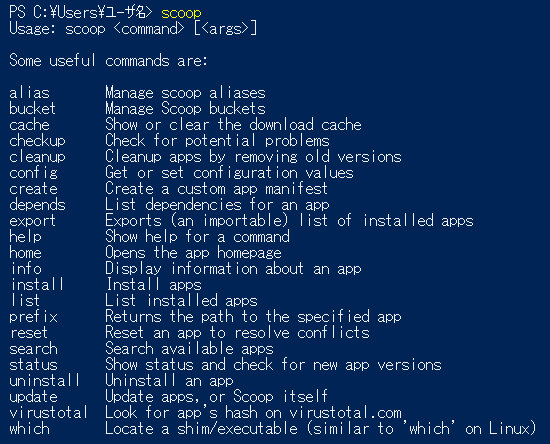 PS C:¥Users¥ユーザ名> scoop
Usage: scoop <command> [<args>]
Some useful commands are:
alias Manage scoop aliases
bucket Manage Scoop buckets
cache Show or clear the download cache
checkup Check for potential problems
cleanup Cleanup apps by removing old versions
config Get or set configuration values
create Create a custom app manifest
depends List dependencies for an app
export Exports (an importable) list of installed apps
help Show help for a command
home Opens the app homepage
info Display information about an app
install Install apps
list List installed apps
prefix Returns the path to the specified app
reset Reset an app to resolve conflicts
search Search available apps
status Show status and check for new app versions
uninstall Uninstall an app
update Update apps, or Scoop itself
virustotal Look for app's hash on virustotal.com
which Locate a shim/executable (similar to 'which' on Linux)